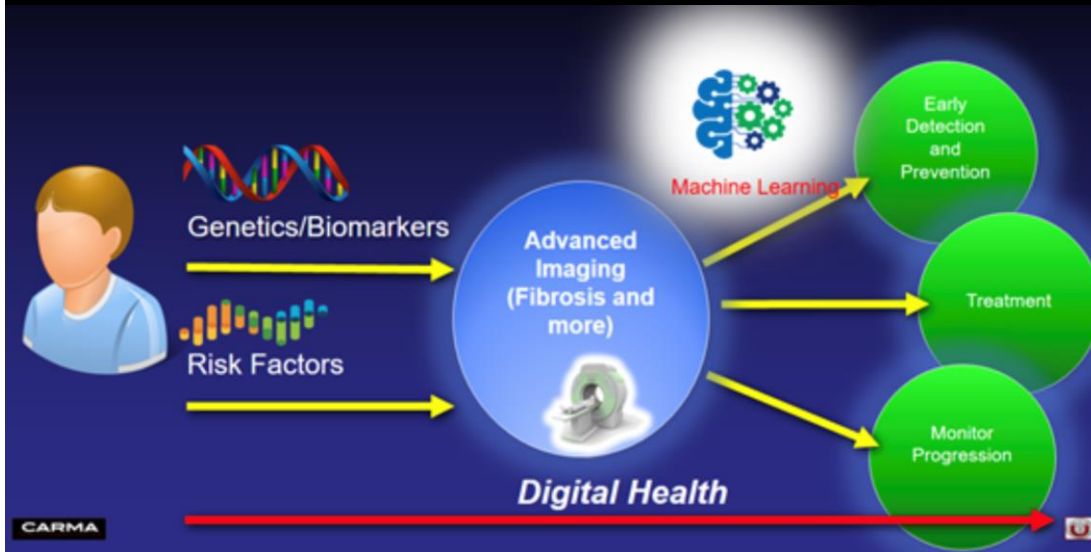 Genetics/Biomarkers
Risk Factors
Advanced
Imaging
(Fibrosis and
more)
Machine Learning
Early
Detection
and
Prevention
Treatment
Monitor
Progression
Digital Health
CARMA
U